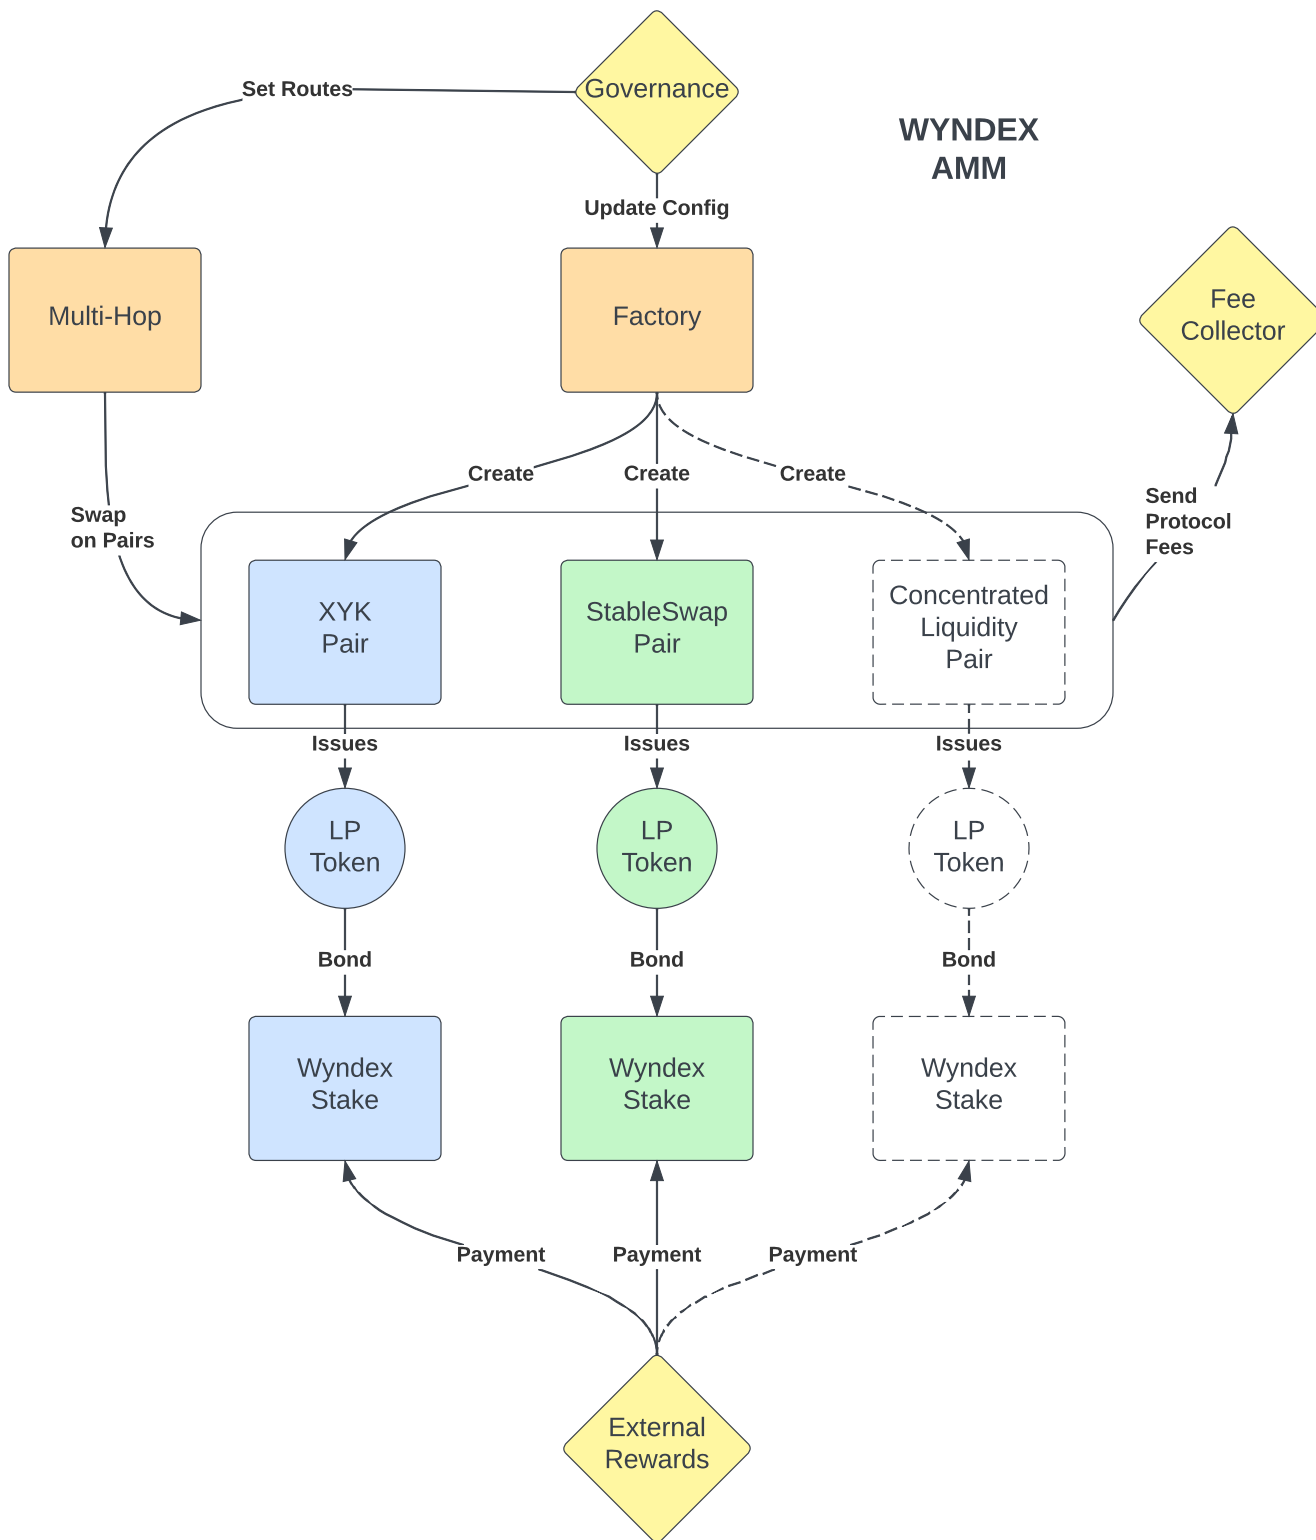 Governance
Set Routes
WYNDEX
AMM
Update Config
Multi-Hop
Factory
Fee
Collector
Create
Create
Create
Swap
on Pairs
Send
Protocol
Fees
XYK
Pair
StableSwap
Pair
Concentrated
Liquidity
Pair
Issues
Issues
Issues
LP
Token
LP
Token
LP
Token
Bond
Bond
Bond
Wyndex
Stake
Wyndex
Stake
Wyndex
Stake
Payment
Payment
Payment
External
Rewards